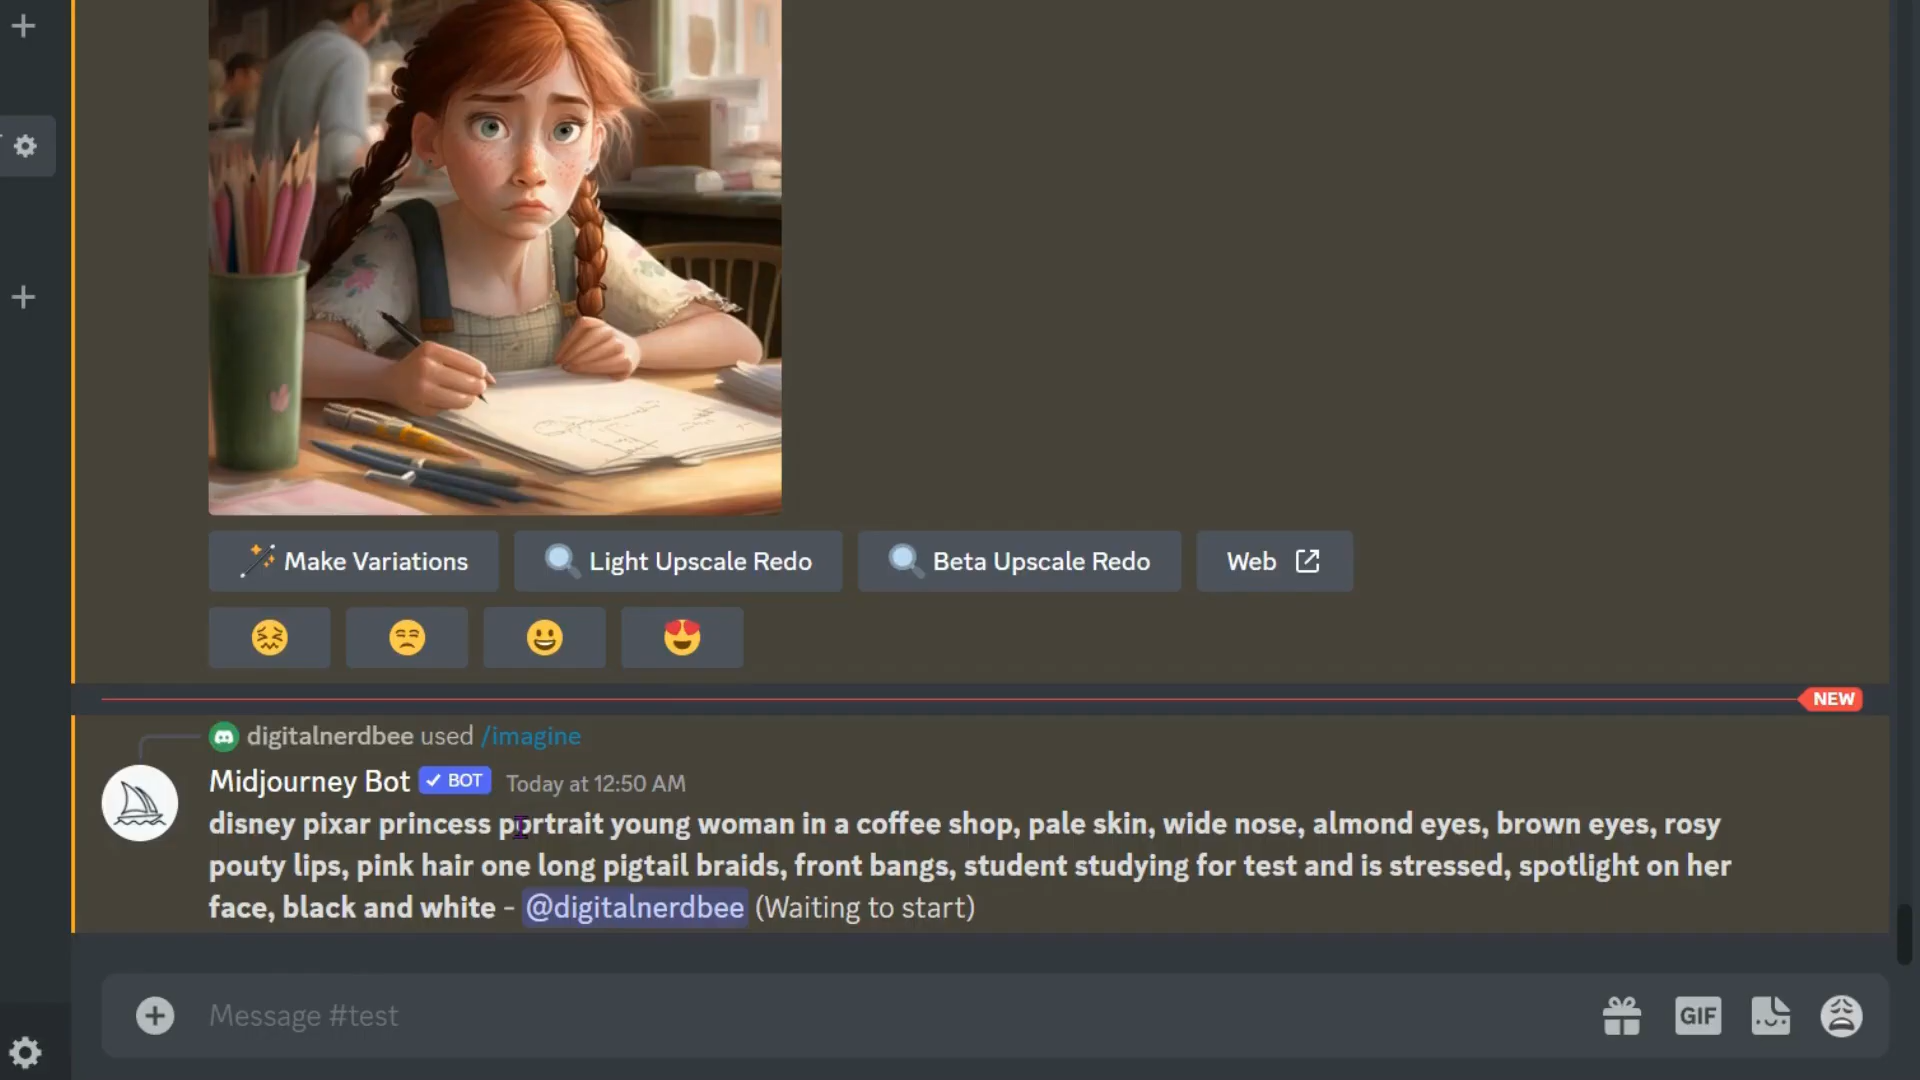 Make Variations
Light Upscale Redo
Beta Upscale Redo
Web
NEW
digitalnerdbee used /imagine
Midjourney Bot ✓ BOT Today at 12:50 AM
disney pixar princess portrait young woman in a coffee shop, pale skin, wide nose, almond eyes, brown eyes, rosy
pouty lips, pink hair one long pigtail braids, front bangs, student studying for test and is stressed, spotlight on her
face, black and white - @digitalnerdbee (Waiting to start)
Message #test
GIF